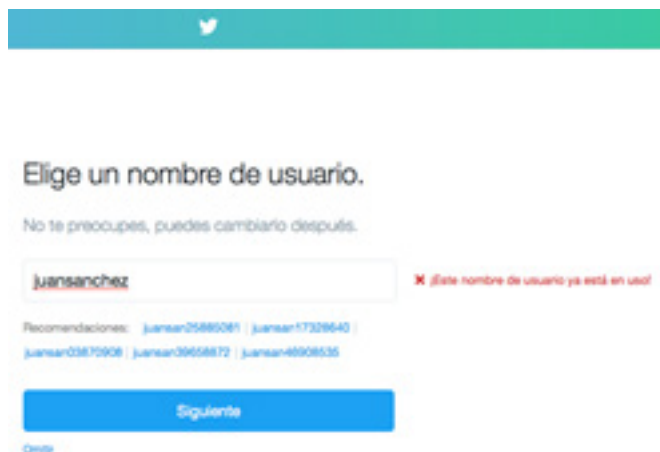 Elige un nombre de usuario.
No te preocupes, puedes cambiarlo después.
juansanchez
✖ ¡Este nombre de usuario ya está en uso!
Recomendaciones: juansan25885081 | juansan17328640 |
juansan03870908 | juansan39658872 | juansan46908535
Siguiente
Omitir